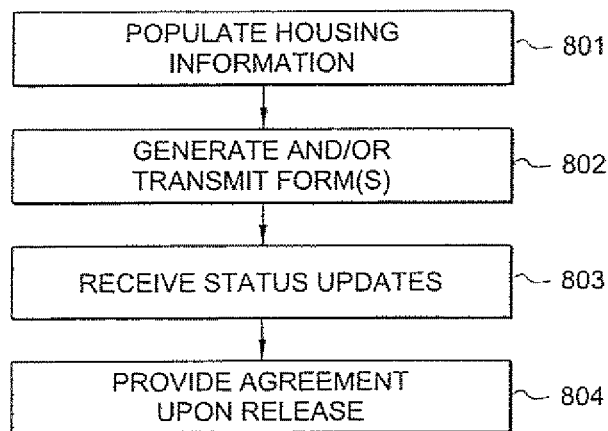 POPULATE HOUSING
INFORMATION
801
GENERATE AND/OR
TRANSMIT FORM(S)
802
RECEIVE STATUS UPDATES
803
PROVIDE AGREEMENT
UPON RELEASE
804